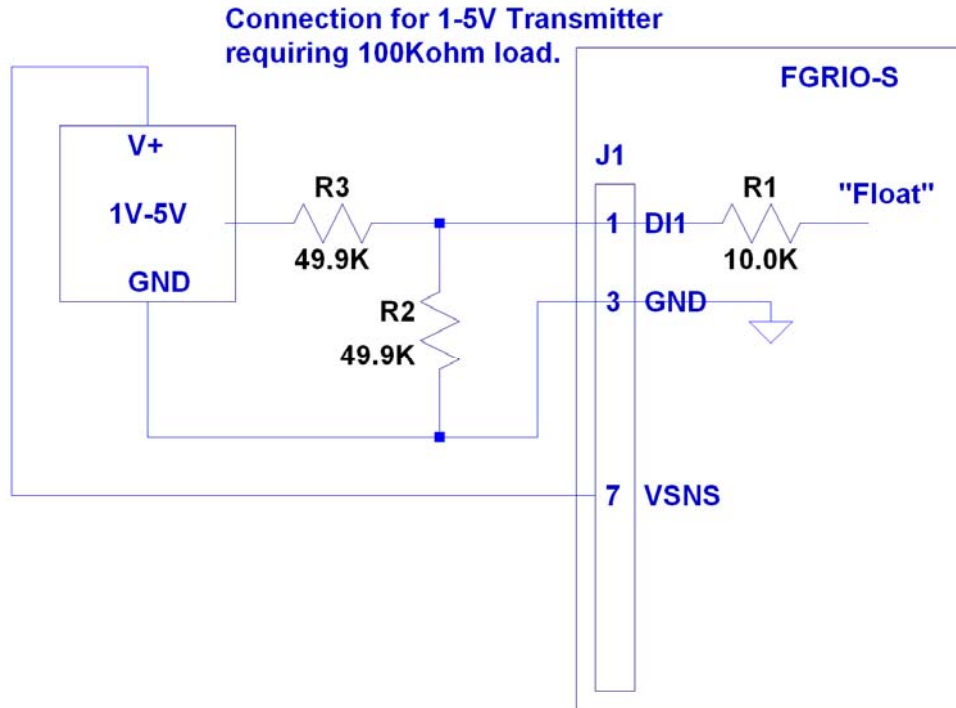 Connection for 1-5V Transmitter
requiring 100Kohm load.
FGRIO-S
V+
1V-5V
GND
R3
49.9K
R2
49.9K
J1
1 DI1
3 GND
7 VSNS
R1
10.0K
"Float"